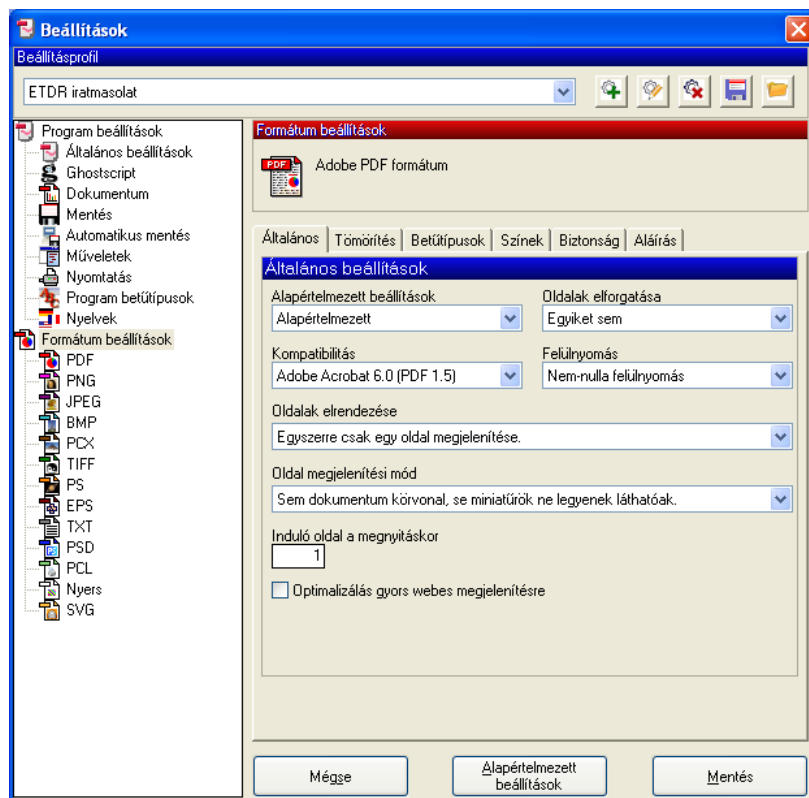 Beállítások
Beállításprofil
ETDR iratmasolat
Program beállítások
Általános beállítások
Ghostscript
Dokumentum
Mentés
Automatikus mentés
Műveletek
Nyomtatás
Program betűtípusok
Nyelvek
Formátum beállítások
PDF
PNG
JPEG
BMP
PCX
TIFF
PS
EPS
TXT
PSD
PCL
Nyers
SVG
Formátum beállítások
PDF
Adobe PDF formátum
Általános Tömörítés Betűtípusok Színek Biztonság Aláírás
Általános beállítások
Alapértelmezett beállítások Oldalak elforgatása
Alapértelmezett Egyiket sem
Kompatibilitás Felülnyomás
Adobe Acrobat 6.0 (PDF 1.5) Nem-nulla felülnyomás
Oldalak elrendezése
Egyszerre csak egy oldal megjelenítése.
Oldal megjelenítési mód
Sem dokumentum körvonal, se miniatűrök ne legyenek láthatóak.
Induló oldal a megnyitáskor
1
Optimalizálás gyors webes megjelenítésre
Mégse Alapértelmezett beállítások Mentés